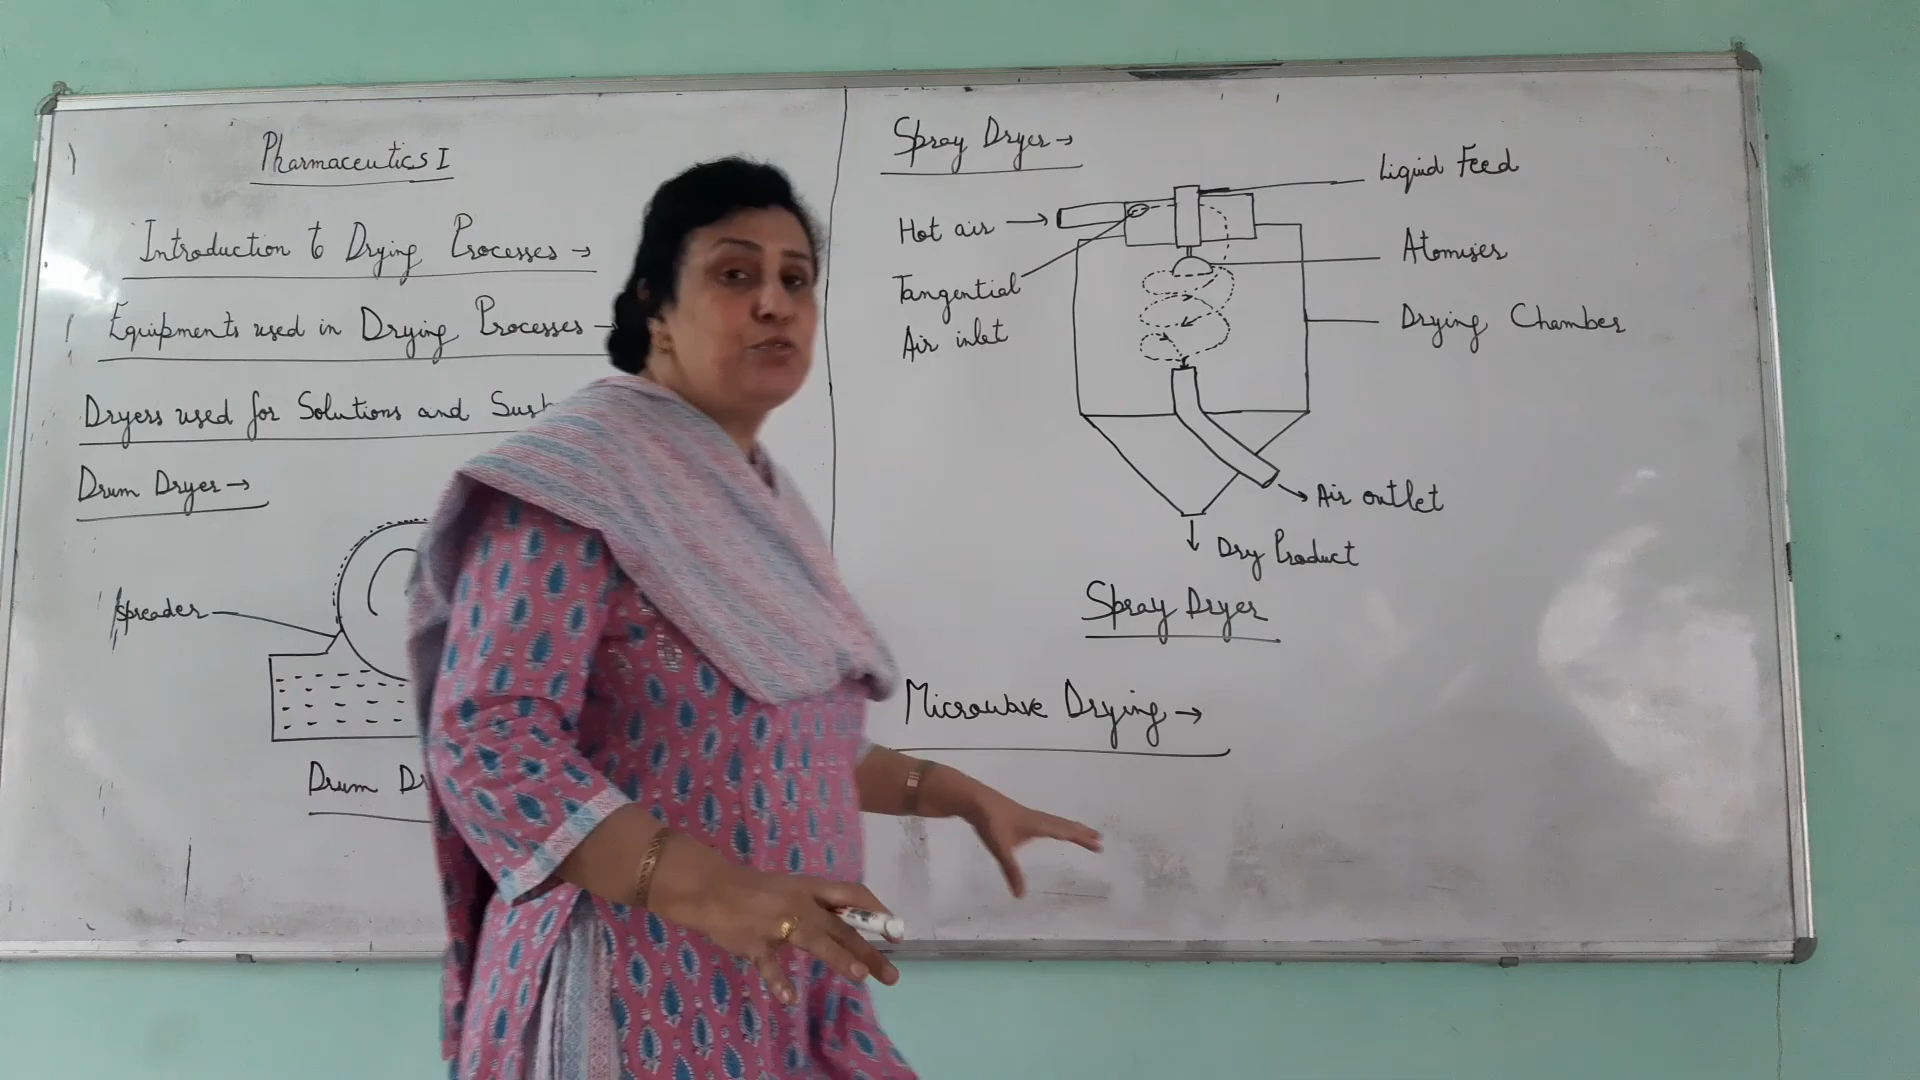 Pharmaceutics I
Introduction to Drying Processes →
Equipments used in Drying Processes →
Dryers used for Solutions and
Drum Dryer →
Spreader
Drum
Spray Dryer →
Liquid Feed
Hot air →
Atomiser
Tangential
Air inlet
Drying Chamber
Air outlet
Dry Product
Spray Dryer
Microwave Drying →